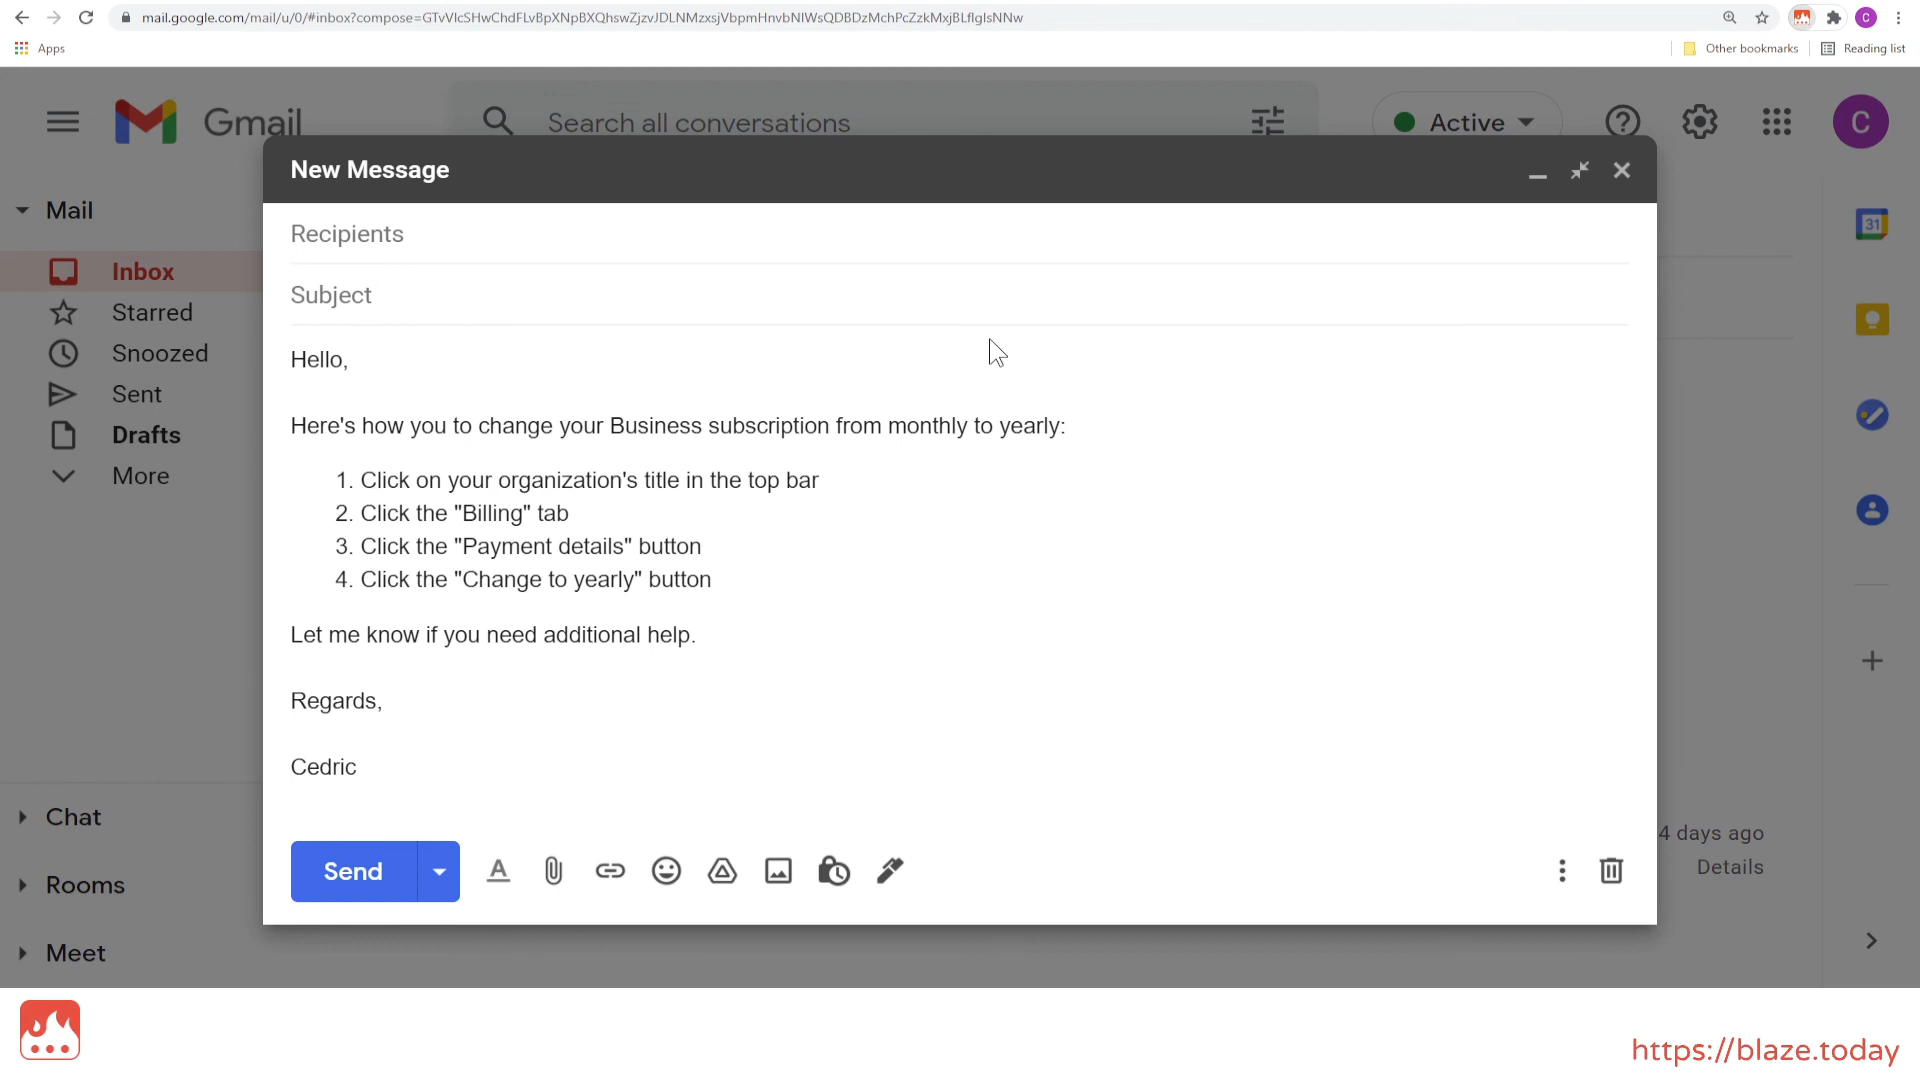 mail.google.com/mail/u/0/#inbox?compose=GTvVlcSHwChdFLvBpXNpBXQhswZjzvJDLNMzxsjVbpmHnvbNlWsQDBDzMchPcZzkMxjBLflglsNNw
C
Apps
Other bookmarks
Reading list
Gmail
Search all conversations
Active
C
New Message
Mail
31
Recipients
Inbox
Subject
Starred
Snoozed
Hello,
Sent
Here's how you to change your Business subscription from monthly to yearly:
Drafts
More
1. Click on your organization's title in the top bar
2. Click the "Billing" tab
3. Click the "Payment details" button
4. Click the "Change to yearly" button
Let me know if you need additional help.
Regards,
Cedric
Chat
4 days ago
Send
Details
Rooms
Meet
https://blaze.today